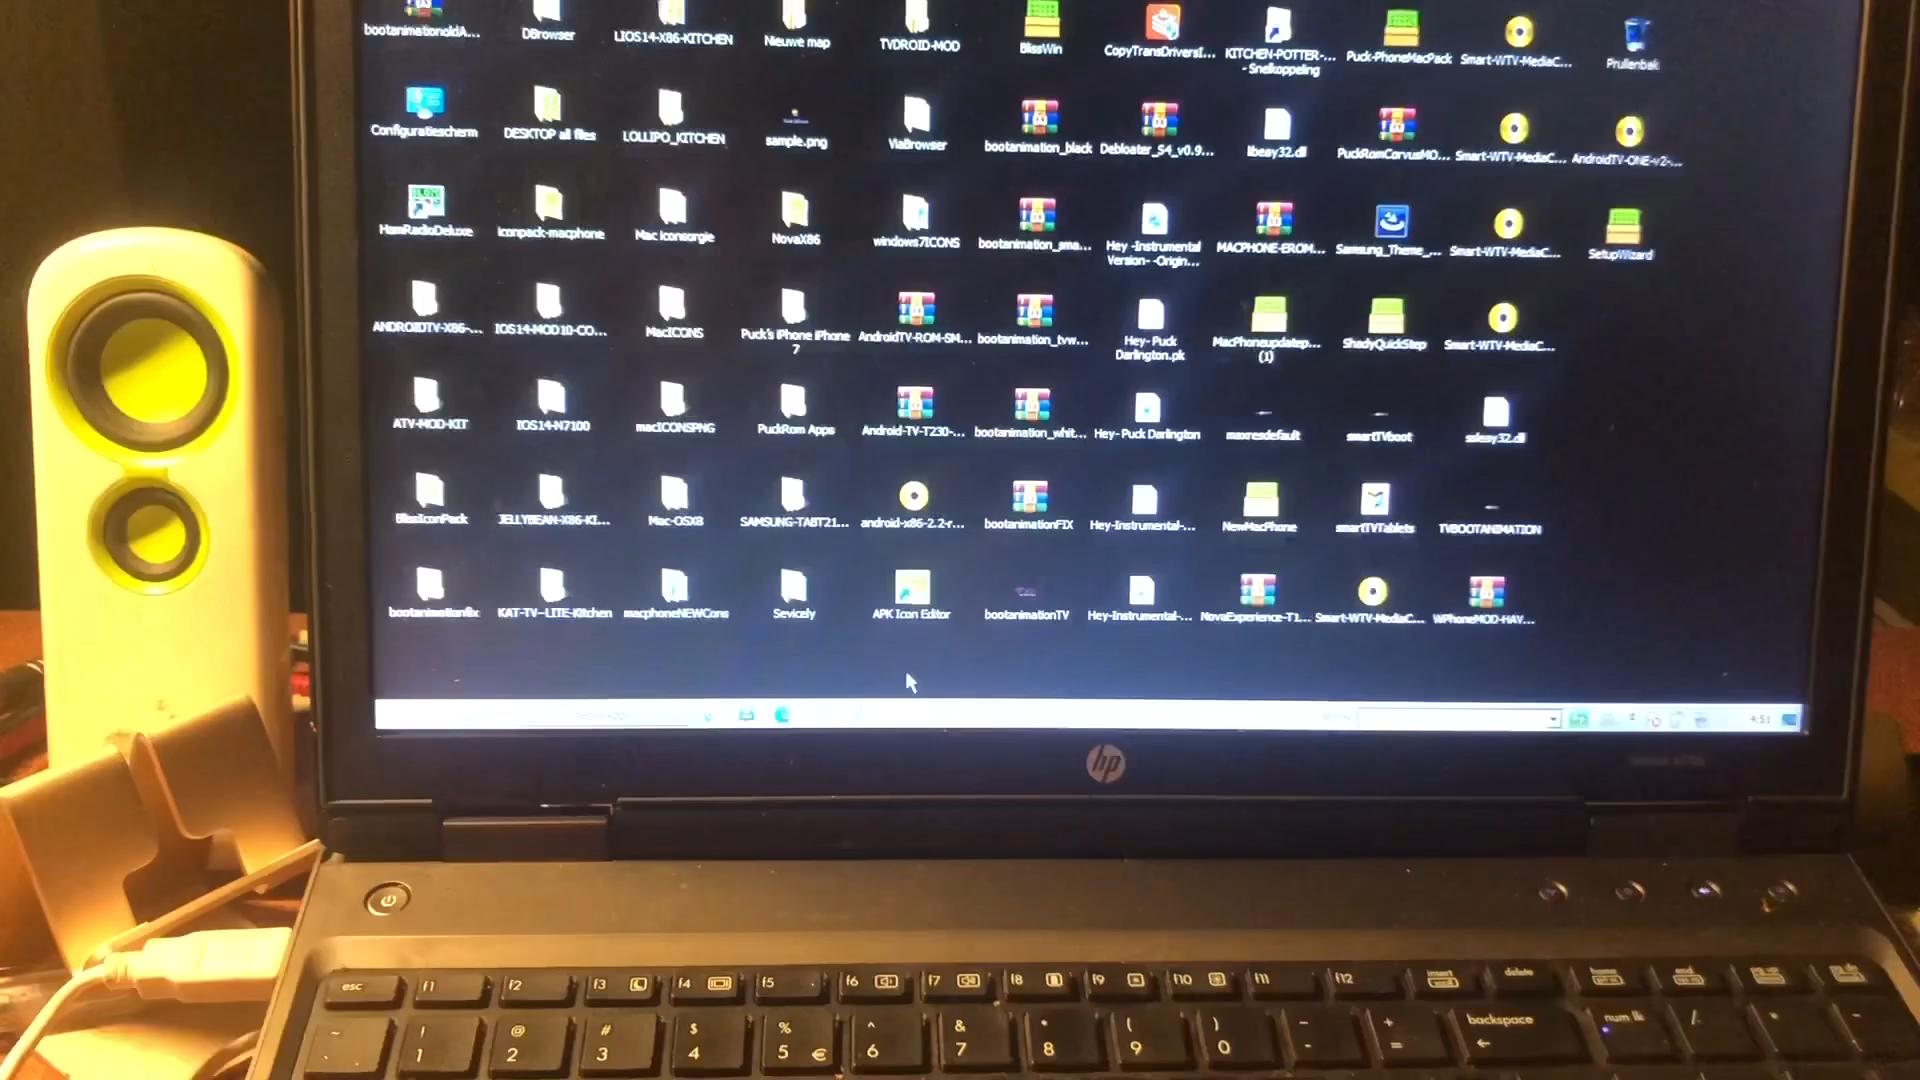 bootanimationoldA...
DBrowser
LIOS14-X86-KITCHEN
Nieuwe map
TVDROID-MOD
BlissWin
CopyTransDriversI...
KITCHEN-POTTER-...
- Snelkoppeling
Puck-PhoneMacPack
Smart-WTV-MediaC...
Prullenbak
Configuratiescherm
DESKTOP all files
LOLLIPO_KITCHEN
sample.png
ViaBrowser
bootanimation_black
Debloater_S4_v0.9...
libeay32.dll
PuckRomCorvusMO...
Smart-WTV-MediaC...
AndroidTV-ONE-v2-...
HamRadioDeluxe
iconpack-macphone
Mac iconsorgie
NovaX86
windows7ICONS
bootanimation_sma...
Hey -Instrumental
Version- -Origin...
MACPHONE-EROM...
Samsung_Theme_...
Smart-WTV-MediaC...
SetupWizard
ANDROIDTV-X86-...
IOS14-MOD10-CO...
MacICONS
Puck's iPhone iPhone
7
AndroidTV-ROM-SM...
bootanimation_tvw...
Hey- Puck
Darlington.pk
MacPhoneupdatep...
(1)
ShadyQuickStep
Smart-WTV-MediaC...
ATV-MOD-KIT
IOS14-N7100
macICONSPNG
PuckRom Apps
Android-TV-T230-...
bootanimation_whit...
Hey- Puck Darlington
maxresdefault
smartTVboot
ssleay32.dll
BlissIconPack
JELLYBEAN-X86-KI...
Mac-OSX8
SAMSUNG-TABT21...
android-x86-2.2-r...
bootanimationFIX
Hey-Instrumental-...
NewMacPhone
smartTVTablets
TVBOOTANIMATION
bootanimationfix
KAT-TV-LITE-Kitchen
macphoneNEWCons
Sevicely
APK Icon Editor
bootanimationTV
Hey-Instrumental-...
NovaExperience-T1...
Smart-WTV-MediaC...
WPhoneMOD-HAV...
4:51
hp
esc f1 f2 f3 f4 f5 f6 f7 f8 f9 f10 f11 f12 insert delete home end
~ ! @ # $ % ^ & * ( ) - + backspace num lk / * -
1 2 3 4 5 € 6 7 8 9 0 - =